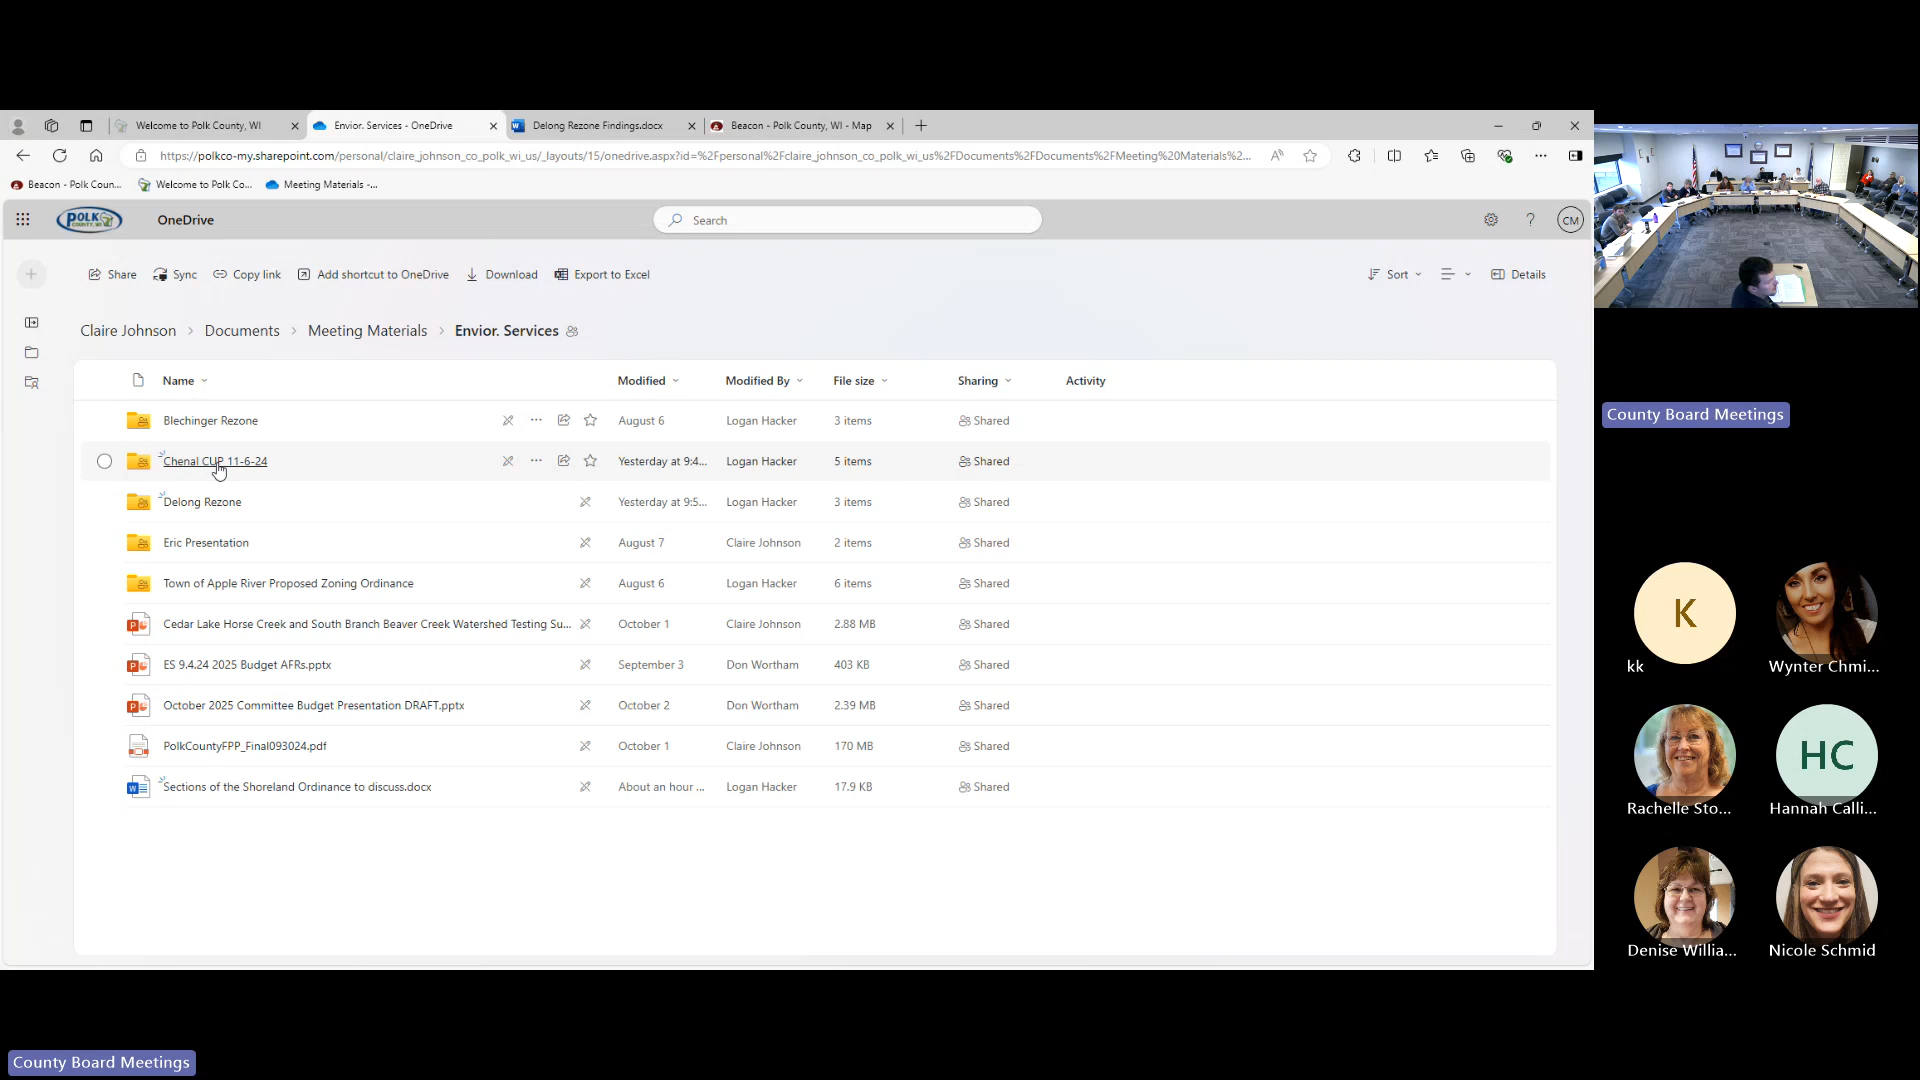 Welcome to Polk County, WI
Envior. Services - OneDrive
Delong Rezone Findings.docx
Beacon - Polk County, WI - Map
https://polkco-my.sharepoint.com/personal/claire_johnson_co_polk_wi_us/_layouts/15/onedrive.aspx?id=%2Fpersonal%2Fclaire_johnson_co_polk_wi_us%2FDocuments%2FDocuments%2FMeeting%20Materials%2...
Beacon - Polk Coun...
Welcome to Polk Co...
Meeting Materials -...
POLK
COUNTY, WI
OneDrive
Search
CM
Share
Sync
Copy link
Add shortcut to OneDrive
Download
Export to Excel
Sort
Details
Claire Johnson > Documents > Meeting Materials > Envior. Services
Name Modified Modified By File size Sharing Activity
Blechinger Rezone August 6 Logan Hacker 3 items Shared
Chenal CUP 11-6-24 Yesterday at 9:4... Logan Hacker 5 items Shared
Delong Rezone Yesterday at 9:5... Logan Hacker 3 items Shared
Eric Presentation August 7 Claire Johnson 2 items Shared
Town of Apple River Proposed Zoning Ordinance August 6 Logan Hacker 6 items Shared
Cedar Lake Horse Creek and South Branch Beaver Creek Watershed Testing Su... October 1 Claire Johnson 2.88 MB Shared
ES 9.4.24 2025 Budget AFRs.pptx September 3 Don Wortham 403 KB Shared
October 2025 Committee Budget Presentation DRAFT.pptx October 2 Don Wortham 2.39 MB Shared
PolkCountyFPP_Final093024.pdf October 1 Claire Johnson 170 MB Shared
Sections of the Shoreland Ordinance to discuss.docx About an hour ... Logan Hacker 17.9 KB Shared
County Board Meetings
K
kk
Wynter Chmi...
Rachelle Sto...
HC
Hannah Calli...
Denise Willia...
Nicole Schmid
County Board Meetings